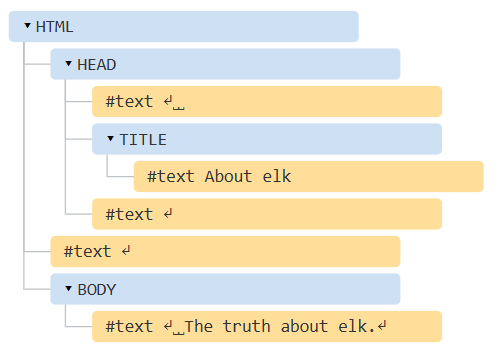 ▾ HTML
▾ HEAD
#text ↵␣␣
▾ TITLE
#text About elk
#text ↵
#text ↵
▾ BODY
#text ↵␣␣The truth about elk.↵